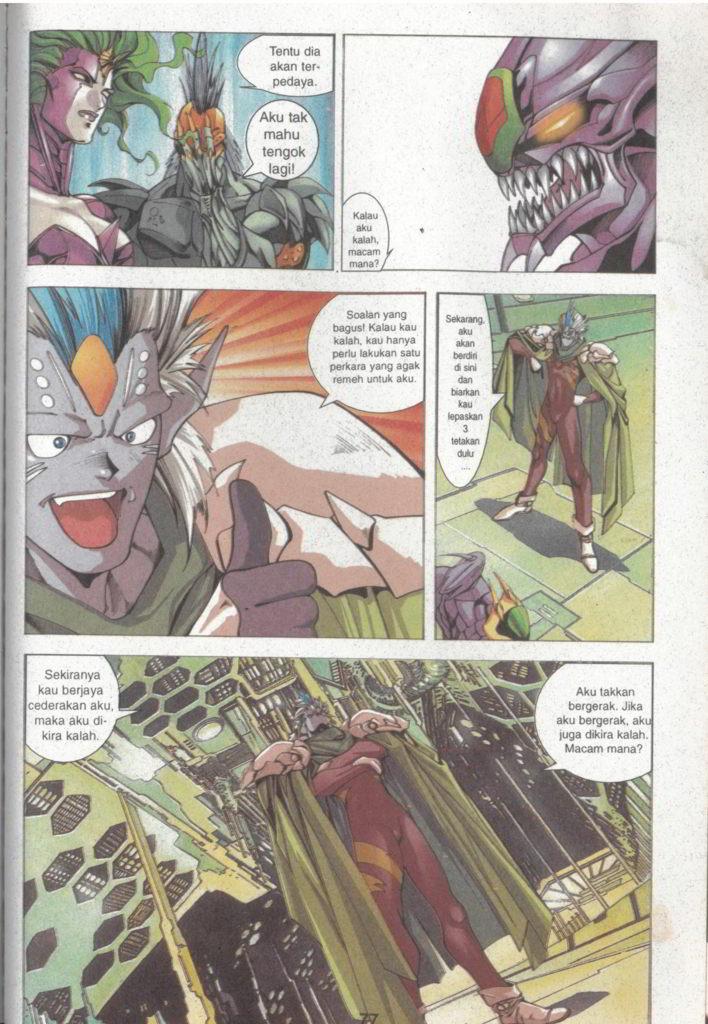 Tentu dia
akan ter-
pedaya.
Aku tak
mahu
tengok
lagi!
Kalau
aku
kalah,
macam
mana?
Soalan yang
bagus! Kalau kau
kalah, kau hanya
perlu lakukan satu
perkara yang agak
remeh untuk aku.
Sekarang,
aku
akan
berdiri
di sini
dan
biarkan
kau
lepaskan
3
tetakan
dulu
....
Sekiranya
kau berjaya
cederakan aku,
maka aku di-
kira kalah.
Aku takkan
bergerak. Jika
aku bergerak, aku
juga dikira kalah.
Macam mana?